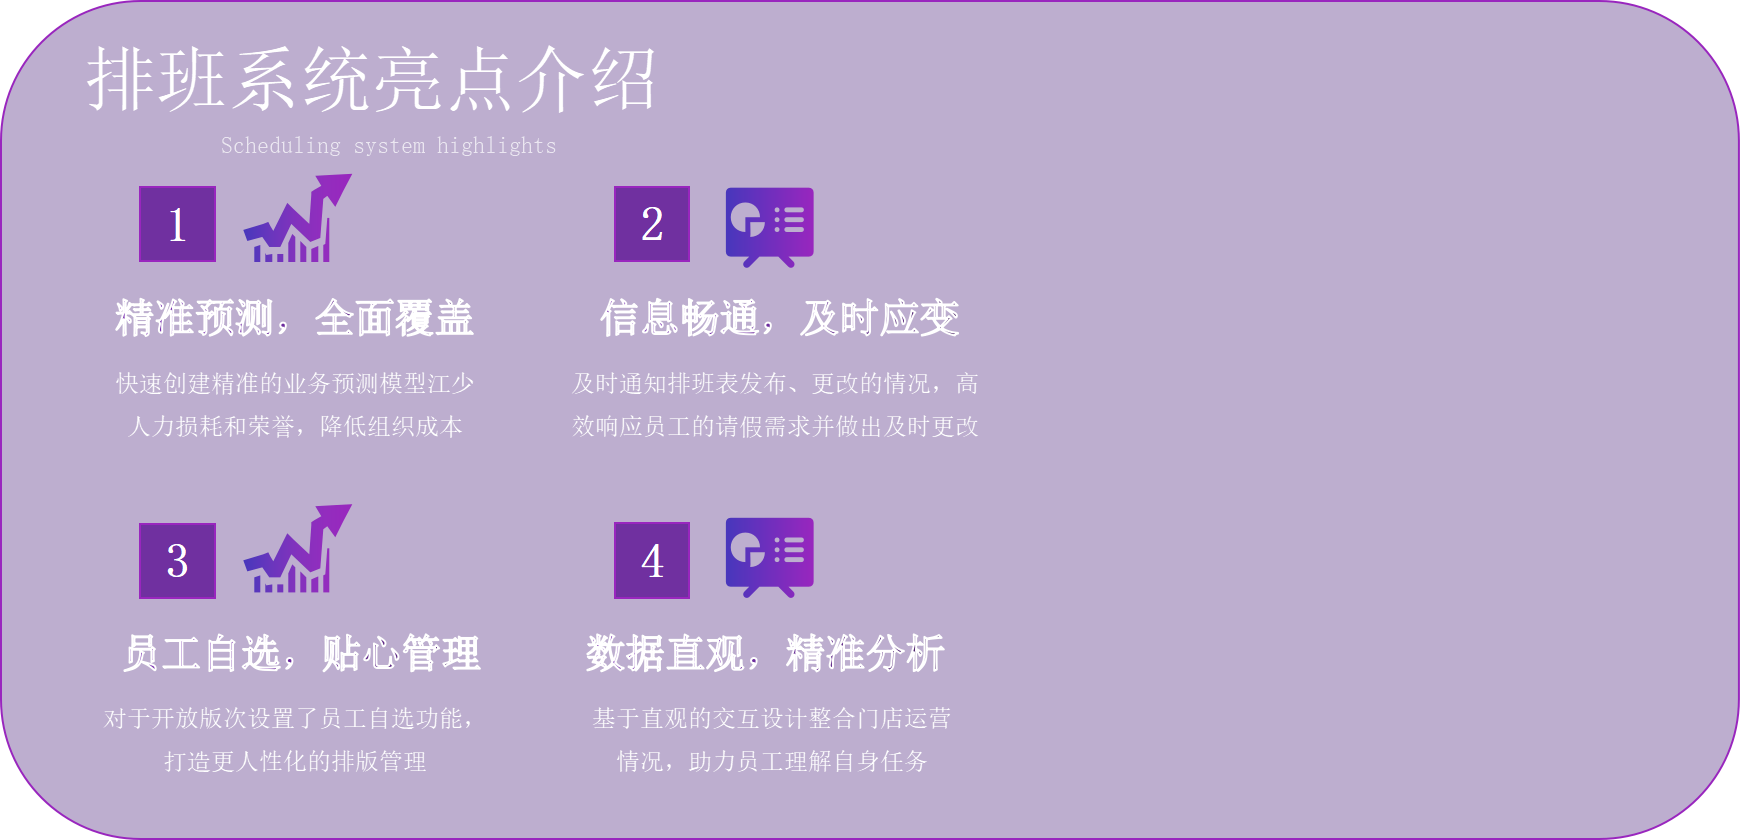 排班系统亮点介绍
Scheduling system highlights
1
精准预测，全面覆盖
快速创建精准的业务预测模型江少
人力损耗和荣誉，降低组织成本
2
信息畅通，及时应变
及时通知排班表发布、更改的情况，高
效响应员工的请假需求并做出及时更改
3
员工自选，贴心管理
对于开放版次设置了员工自选功能，
打造更人性化的排版管理
4
数据直观，精准分析
基于直观的交互设计整合门店运营
情况，助力员工理解自身任务